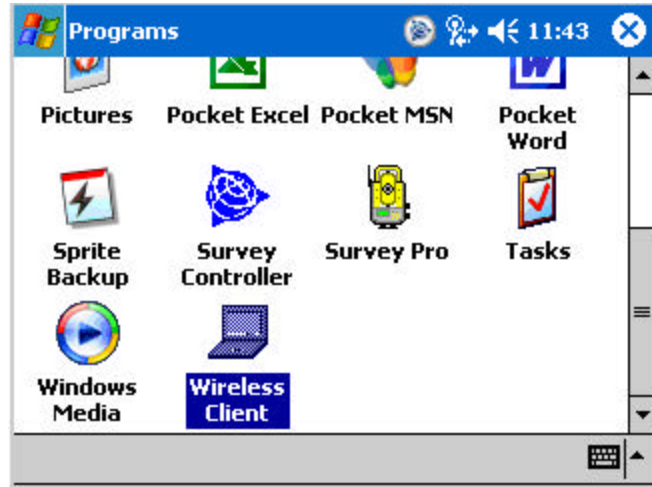 Programs 11:43
Pictures Pocket Excel Pocket MSN Pocket
Word
Sprite Survey Survey Pro Tasks
Backup Controller
Windows Wireless
Media Client